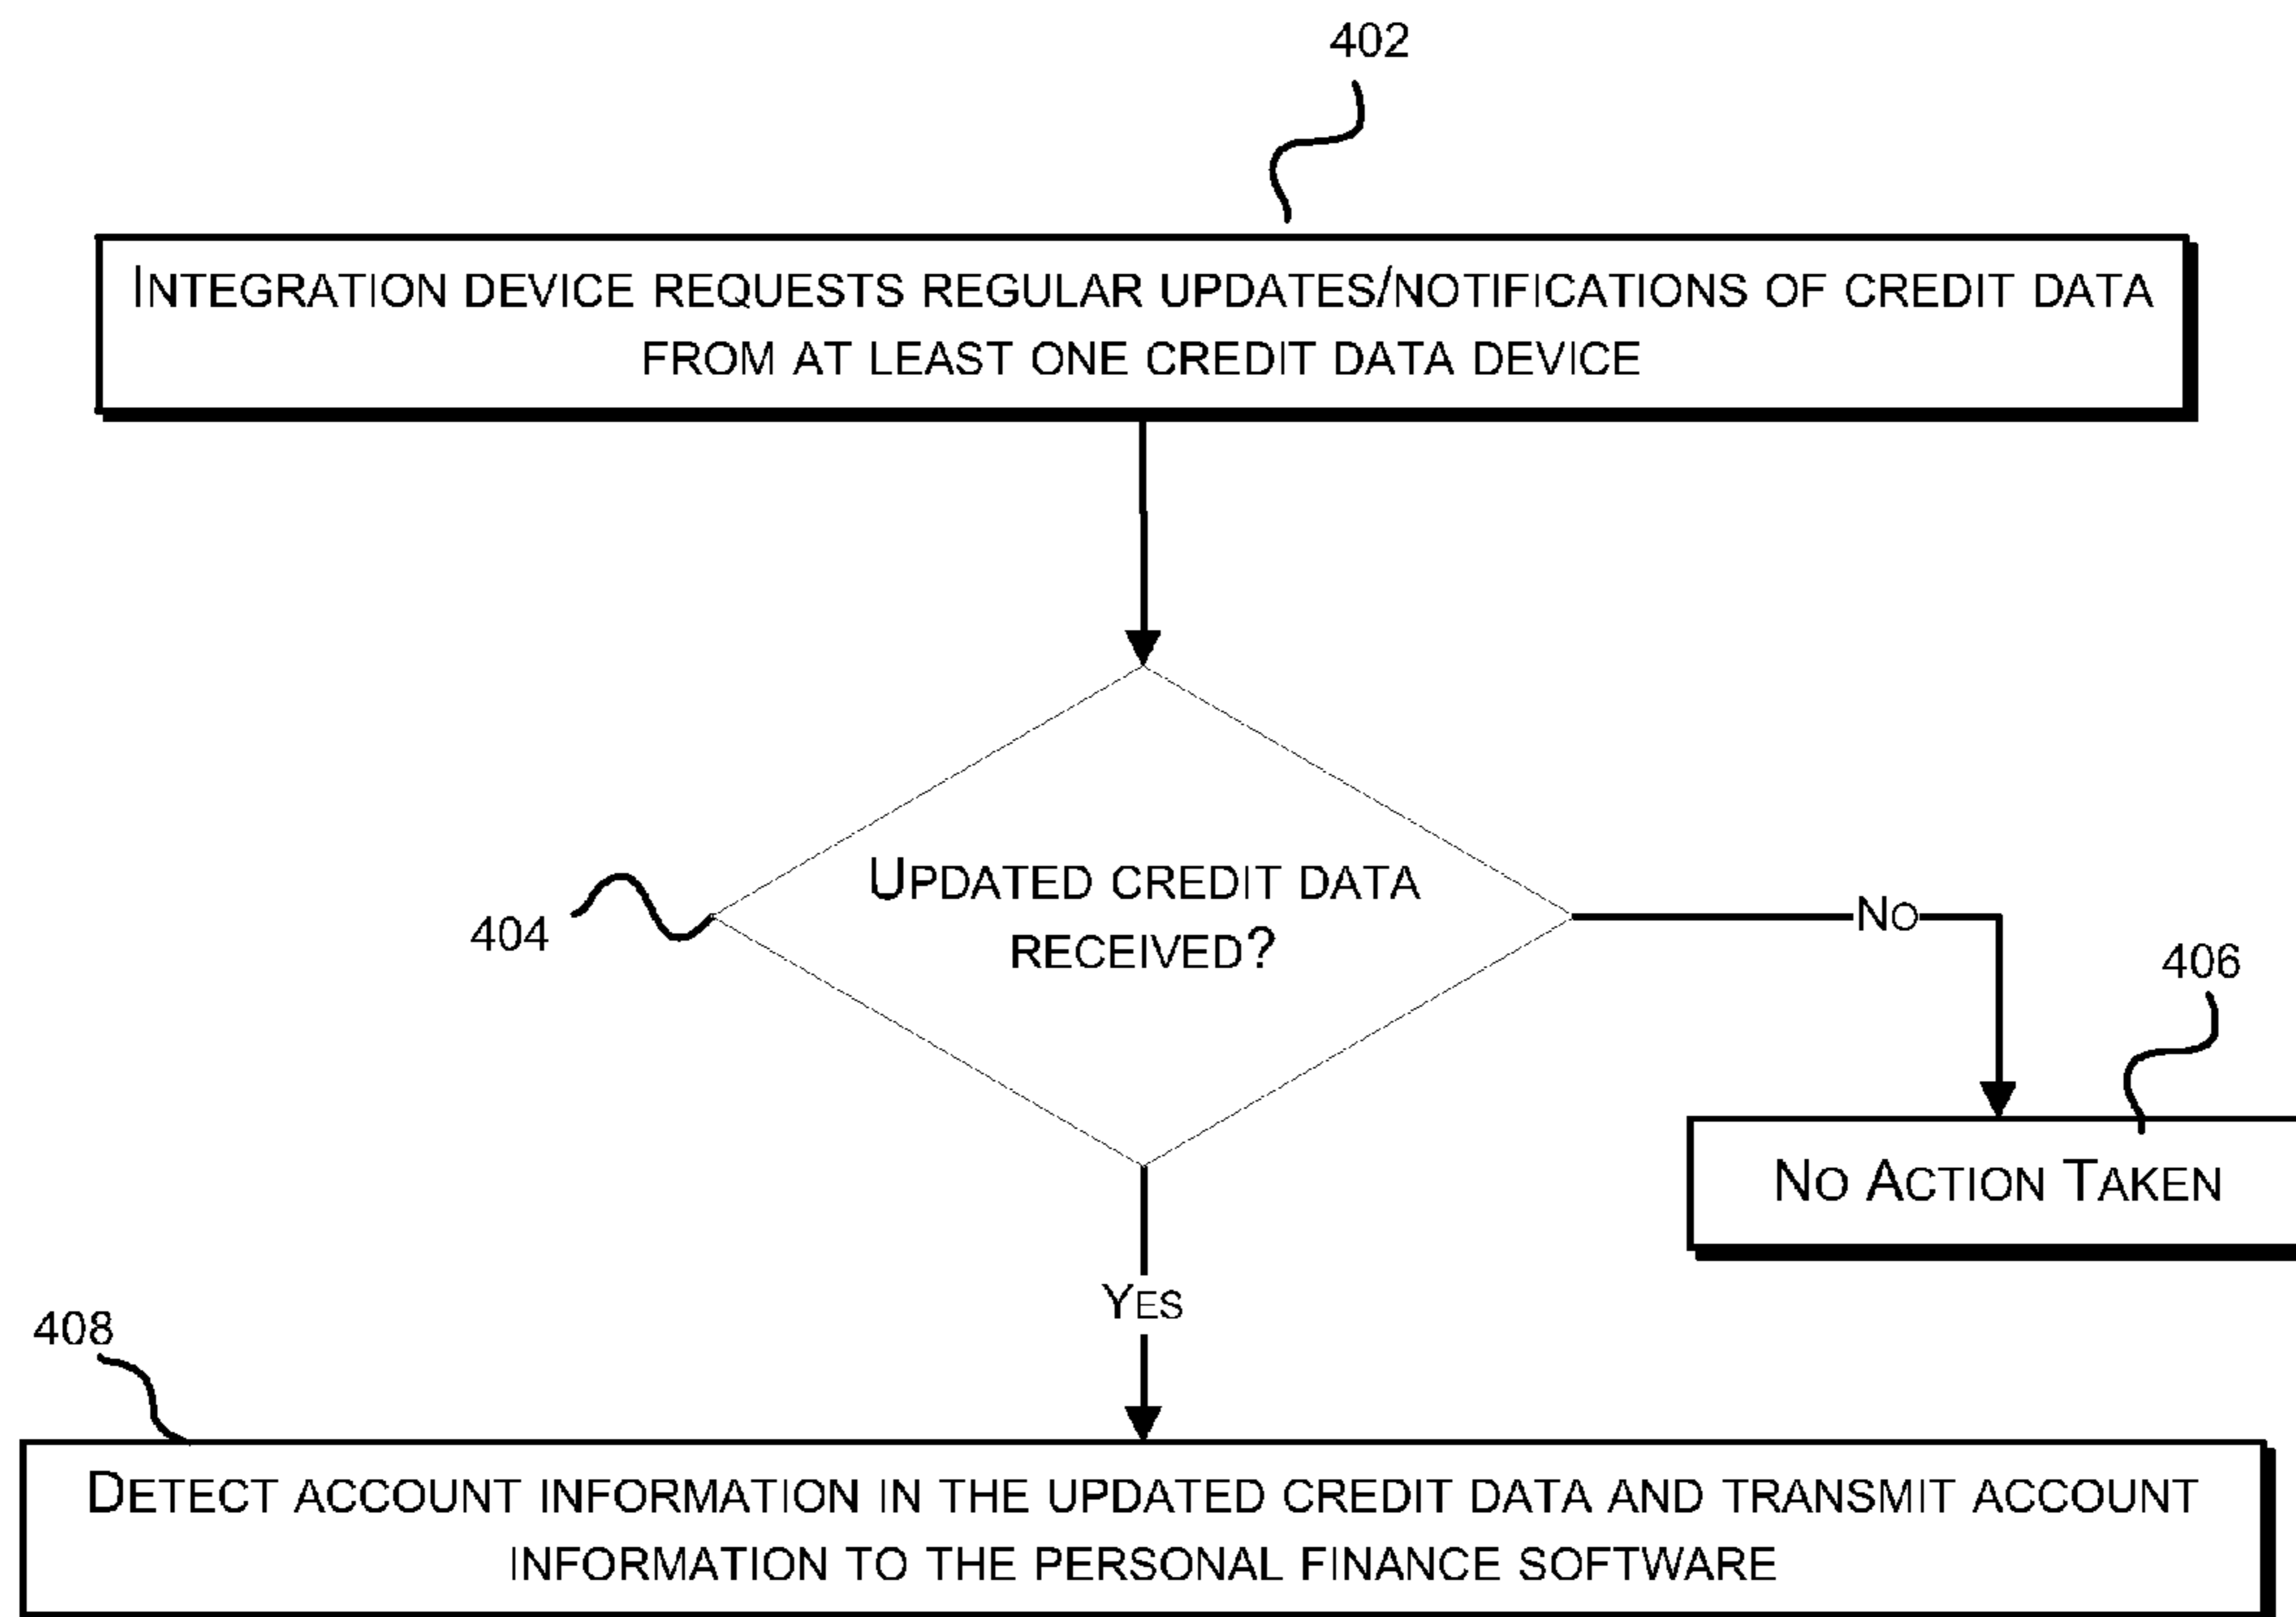 402
INTEGRATION DEVICE REQUESTS REGULAR UPDATES/NOTIFICATIONS OF CREDIT DATA
FROM AT LEAST ONE CREDIT DATA DEVICE
UPDATED CREDIT DATA
RECEIVED?
404
NO
406
NO ACTION TAKEN
YES
408
DETECT ACCOUNT INFORMATION IN THE UPDATED CREDIT DATA AND TRANSMIT ACCOUNT
INFORMATION TO THE PERSONAL FINANCE SOFTWARE